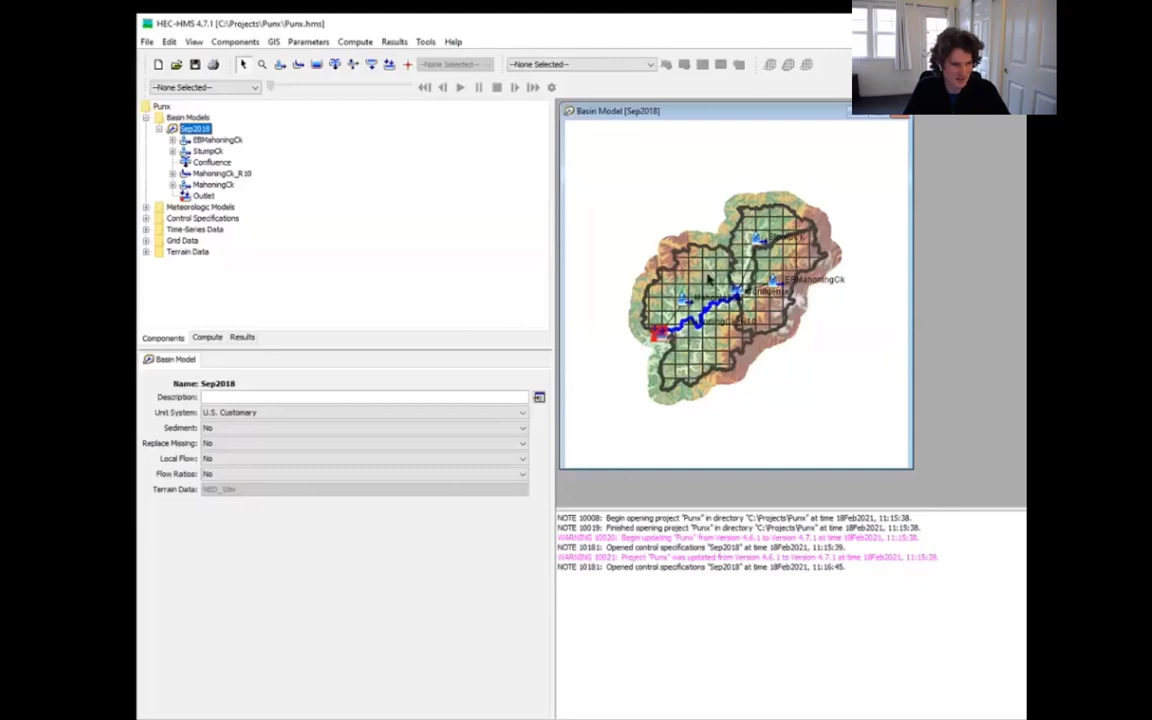 HEC-HMS 4.7.1 [C:\Projects\Punx\Punx.hms]
File Edit View Components GIS Parameters Compute Results Tools Help
--None Selected-- --None Selected--
--None Selected--
Punx
Basin Models
Sep2018
EBMahoningCk
StumpCk
Confluence
MahoningCk_R10
MahoningCk
Outlet
Meteorologic Models
Control Specifications
Time-Series Data
Grid Data
Terrain Data
Components Compute Results
Basin Model
Name: Sep2018
Description:
Unit System: U.S. Customary
Sediment: No
Replace Missing: No
Local Flow: No
Flow Ratios: No
Terrain Data: NED_10m
Basin Model [Sep2018]
EBMahoningCk
NOTE 10008: Begin opening project "Punx" in directory "C:\Projects\Punx" at time 18Feb2021, 11:15:38.
NOTE 10019: Finished opening project "Punx" in directory "C:\Projects\Punx" at time 18Feb2021, 11:15:38.
WARNING 10020: Begin updating "Punx" from Version 4.6.1 to Version 4.7.1 at time 18Feb2021, 11:15:38.
NOTE 10181: Opened control specifications "Sep2018" at time 18Feb2021, 11:15:39.
WARNING 10021: Project "Punx" was updated from Version 4.6.1 to Version 4.7.1 at time 18Feb2021, 11:15:39.
NOTE 10181: Opened control specifications "Sep2018" at time 18Feb2021, 11:16:45.